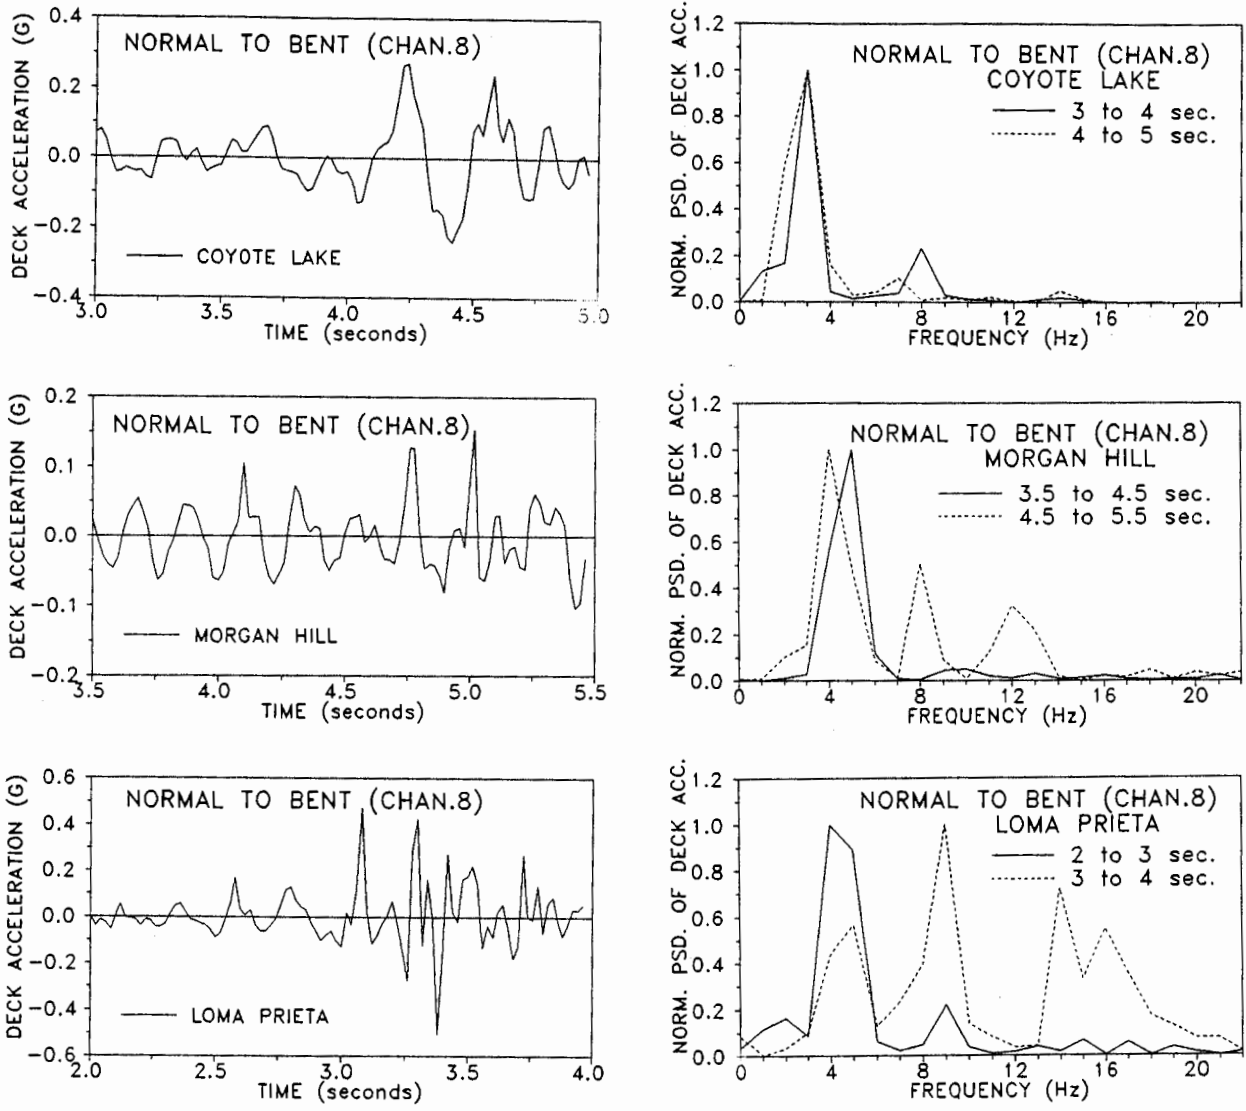 DECK ACCELERATION (G)
0.4
0.2
0.0
-0.2
-0.4
NORMAL TO BENT (CHAN.8)
COYOTE LAKE
3.0 3.5 4.0 4.5 5.0
TIME (seconds)
NORM. PSD. OF DECK ACC.
1.2
1.0
0.8
0.6
0.4
0.2
0.0
NORMAL TO BENT (CHAN.8)
COYOTE LAKE
3 to 4 sec.
4 to 5 sec.
0 4 8 12 16 20
FREQUENCY (Hz)
DECK ACCELERATION (G)
0.2
0.1
0.0
-0.1
-0.2
NORMAL TO BENT (CHAN.8)
MORGAN HILL
3.5 4.0 4.5 5.0 5.5
TIME (seconds)
NORM. PSD. OF DECK ACC.
1.2
1.0
0.8
0.6
0.4
0.2
0.0
NORMAL TO BENT (CHAN.8)
MORGAN HILL
3.5 to 4.5 sec.
4.5 to 5.5 sec.
0 4 8 12 16 20
FREQUENCY (Hz)
DECK ACCELERATION (G)
0.6
0.4
0.2
0.0
-0.2
-0.4
-0.6
NORMAL TO BENT (CHAN.8)
LOMA PRIETA
2.0 2.5 3.0 3.5 4.0
TIME (seconds)
NORM. PSD. OF DECK ACC.
1.2
1.0
0.8
0.6
0.4
0.2
0.0
NORMAL TO BENT (CHAN.8)
LOMA PRIETA
2 to 3 sec.
3 to 4 sec.
0 4 8 12 16 20
FREQUENCY (Hz)